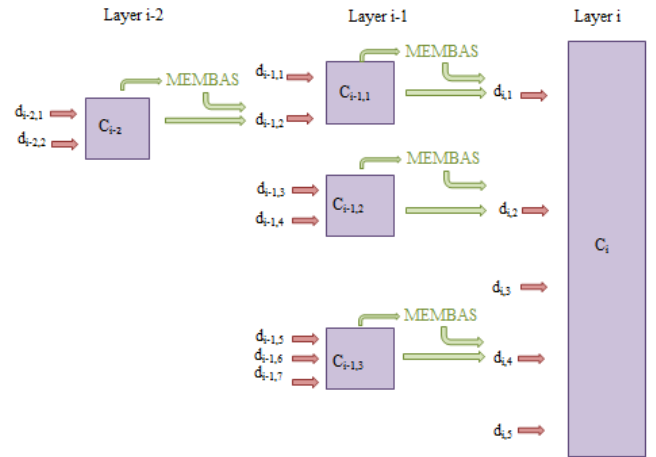 Layer i-2
Layer i-1
Layer i
MEMBAS
d_{i-2,1}
d_{i-2,2}
C_{i-2}
MEMBAS
d_{i-1,1}
d_{i-1,2}
C_{i-1,1}
d_{i,1}
MEMBAS
d_{i-1,3}
d_{i-1,4}
C_{i-1,2}
d_{i,2}
C_i
d_{i,3}
MEMBAS
d_{i-1,5}
d_{i-1,6}
d_{i-1,7}
C_{i-1,3}
d_{i,4}
d_{i,5}